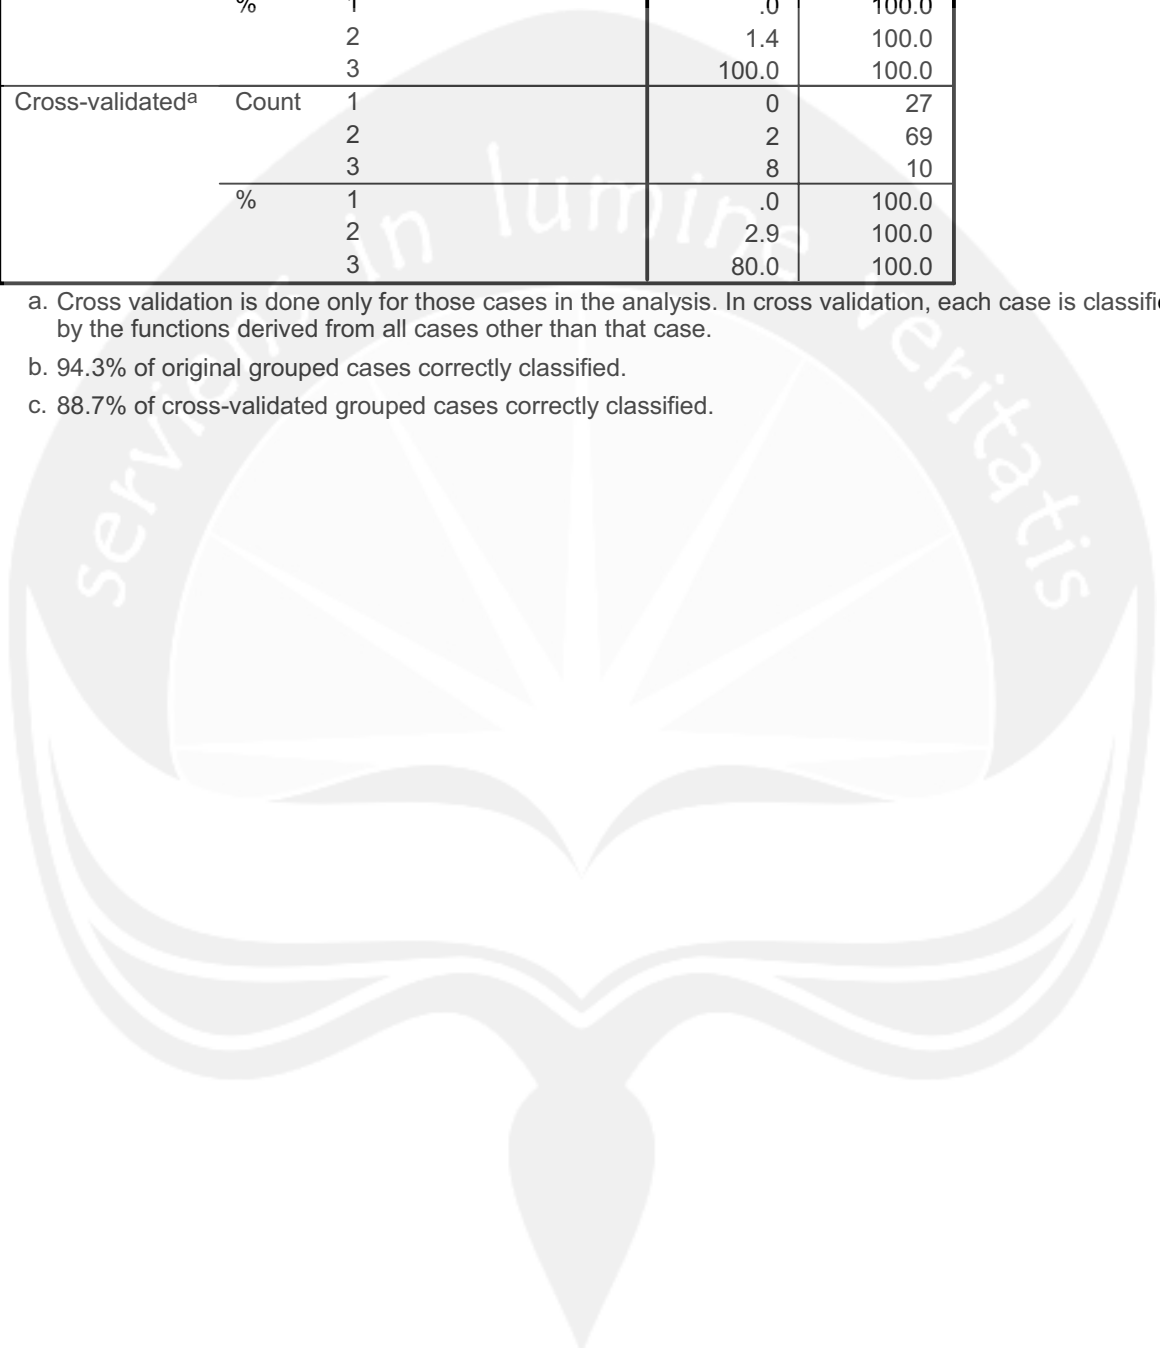 % 1 .0 100.0
2 1.4 100.0
3 100.0 100.0
Cross-validateda Count 1 0 27
2 2 69
3 8 10
% 1 .0 100.0
2 2.9 100.0
3 80.0 100.0
a. Cross validation is done only for those cases in the analysis. In cross validation, each case is
by the functions derived from all cases other than that case.
b. 94.3% of original grouped cases correctly classified.
c. 88.7% of cross-validated grouped cases correctly classified.
serviens in lumine veritatis